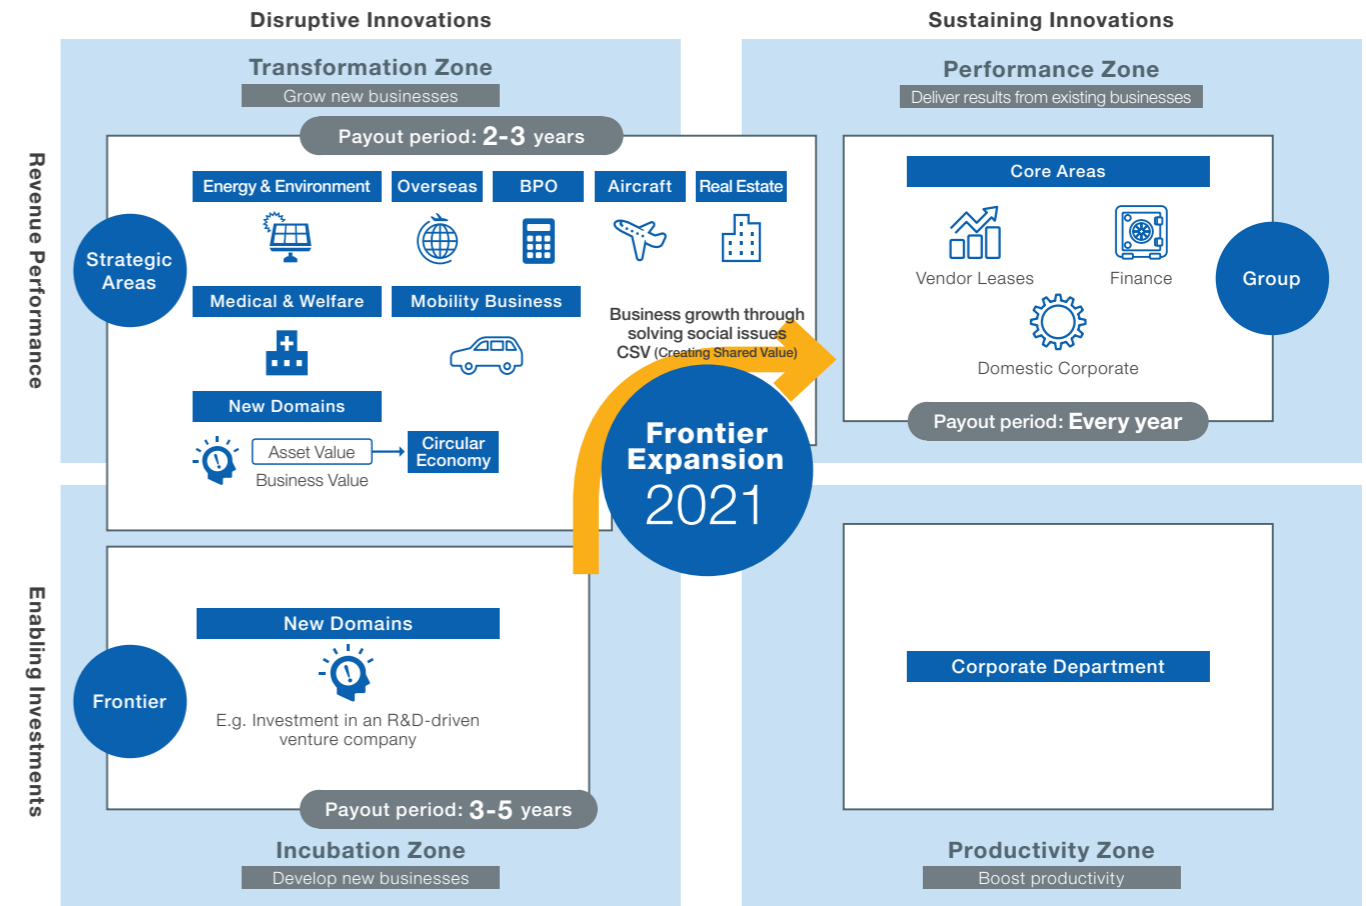 Disruptive Innovations
Sustaining Innovations
Revenue Performance
Enabling Investments
Transformation Zone
Grow new businesses
Payout period: 2-3 years
Strategic
Areas
Energy & Environment
Overseas
BPO
Aircraft
Real Estate
Medical & Welfare
Mobility Business
New Domains
Asset Value
Business Value
Circular
Economy
Business growth through
solving social issues
CSV (Creating Shared Value)
Frontier
Expansion
2021
Performance Zone
Deliver results from existing businesses
Core Areas
Vendor Leases
Finance
Domestic Corporate
Group
Payout period: Every year
Frontier
New Domains
E.g. Investment in an R&D-driven
venture company
Payout period: 3-5 years
Incubation Zone
Develop new businesses
Corporate Department
Productivity Zone
Boost productivity